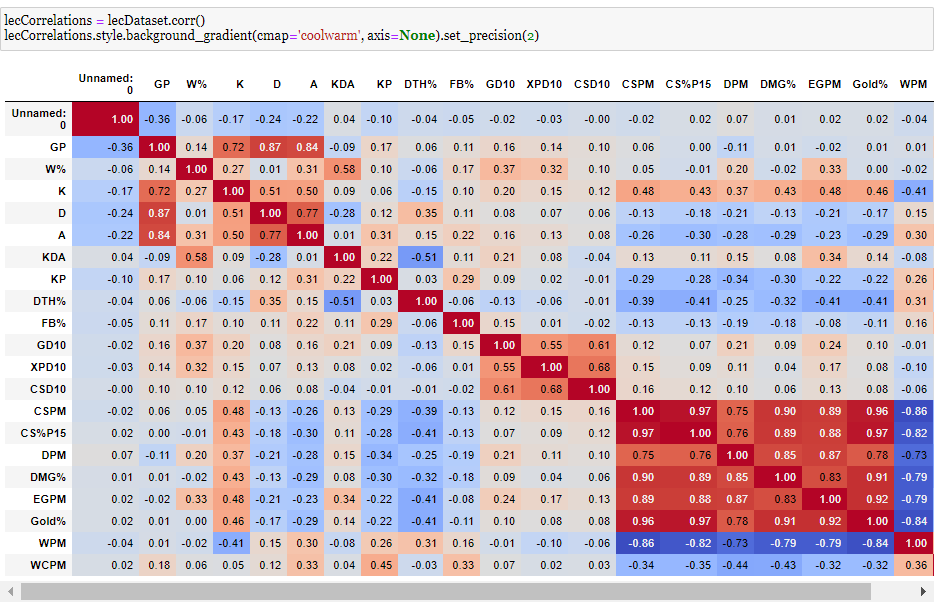 lecCorrelations = lecDataset.corr()
lecCorrelations.style.background_gradient(cmap='coolwarm', axis=None).set_precision(2)
Unnamed: 0 GP W% K D A KDA KP DTH% FB% GD10 XPD10 CSD10 CSPM CS%P15 DPM DMG% EGPM Gold% WPM
Unnamed: 0 1.00 -0.36 -0.06 -0.17 -0.24 -0.22 0.04 -0.10 -0.04 -0.05 -0.02 -0.03 -0.00 -0.02 0.02 0.07 0.01 0.02 0.02 -0.04
GP -0.36 1.00 0.14 0.72 0.87 0.84 -0.09 0.17 0.06 0.11 0.16 0.14 0.10 0.06 0.00 -0.11 0.01 -0.02 0.01 0.01
W% -0.06 0.14 1.00 0.27 0.01 0.31 0.58 0.10 -0.06 0.17 0.37 0.32 0.10 0.05 -0.01 0.20 -0.02 0.33 0.00 -0.02
K -0.17 0.72 0.27 1.00 0.51 0.50 0.09 0.06 -0.15 0.10 0.20 0.15 0.12 0.48 0.43 0.37 0.43 0.48 0.46 -0.41
D -0.24 0.87 0.01 0.51 1.00 0.77 -0.28 0.12 0.35 0.11 0.08 0.07 0.06 -0.13 -0.18 -0.21 -0.13 -0.21 -0.17 0.15
A -0.22 0.84 0.31 0.50 0.77 1.00 0.01 0.31 0.15 0.22 0.16 0.13 0.08 -0.26 -0.30 -0.28 -0.29 -0.23 -0.29 0.30
KDA 0.04 -0.09 0.58 0.09 -0.28 0.01 1.00 0.22 -0.51 0.11 0.21 0.08 -0.04 0.13 0.11 0.15 0.08 0.34 0.14 -0.08
KP -0.10 0.17 0.10 0.06 0.12 0.31 0.22 1.00 0.03 0.29 0.09 0.02 -0.01 -0.29 -0.28 -0.34 -0.30 -0.22 -0.22 0.26
DTH% -0.04 0.06 -0.06 -0.15 0.35 0.15 -0.51 0.03 1.00 -0.06 -0.13 -0.06 -0.01 -0.39 -0.41 -0.25 -0.32 -0.41 -0.41 0.31
FB% -0.05 0.11 0.17 0.10 0.11 0.22 0.11 0.29 -0.06 1.00 0.15 0.01 -0.02 -0.13 -0.13 -0.19 -0.18 -0.08 -0.11 0.16
GD10 -0.02 0.16 0.37 0.20 0.08 0.16 0.21 0.09 -0.13 0.15 1.00 0.55 0.61 0.12 0.07 0.21 0.09 0.24 0.10 -0.01
XPD10 -0.03 0.14 0.32 0.15 0.07 0.13 0.08 0.02 -0.06 0.01 0.55 1.00 0.68 0.15 0.09 0.11 0.04 0.17 0.08 -0.10
CSD10 -0.00 0.10 0.10 0.12 0.06 0.08 -0.04 -0.01 -0.01 -0.02 0.61 0.68 1.00 0.16 0.12 0.10 0.06 0.13 0.08 -0.06
CSPM -0.02 0.06 0.05 0.48 -0.13 -0.26 0.13 -0.29 -0.39 -0.13 0.12 0.15 0.16 1.00 0.97 0.75 0.90 0.89 0.96 -0.86
CS%P15 0.02 0.00 -0.01 0.43 -0.18 -0.30 0.11 -0.28 -0.41 -0.13 0.07 0.09 0.12 0.97 1.00 0.76 0.89 0.88 0.97 -0.82
DPM 0.07 -0.11 0.20 0.37 -0.21 -0.28 0.15 -0.34 -0.25 -0.19 0.21 0.11 0.10 0.75 0.76 1.00 0.85 0.87 0.78 -0.73
DMG% 0.01 0.01 -0.02 0.43 -0.13 -0.29 0.08 -0.30 -0.32 -0.18 0.09 0.04 0.06 0.90 0.89 0.85 1.00 0.83 0.91 -0.79
EGPM 0.02 -0.02 0.33 0.48 -0.21 -0.23 0.34 -0.22 -0.41 -0.08 0.24 0.17 0.13 0.89 0.88 0.87 0.83 1.00 0.92 -0.79
Gold% 0.02 0.01 0.00 0.46 -0.17 -0.29 0.14 -0.22 -0.41 -0.11 0.10 0.08 0.08 0.96 0.97 0.78 0.91 0.92 1.00 -0.84
WPM -0.04 0.01 -0.02 -0.41 0.15 0.30 -0.08 0.26 0.31 0.16 -0.01 -0.10 -0.06 -0.86 -0.82 -0.73 -0.79 -0.79 -0.84 1.00
WCPM 0.02 0.18 0.06 0.05 0.12 0.33 0.04 0.45 -0.03 0.33 0.07 0.02 0.03 -0.34 -0.35 -0.44 -0.43 -0.32 -0.32 0.36